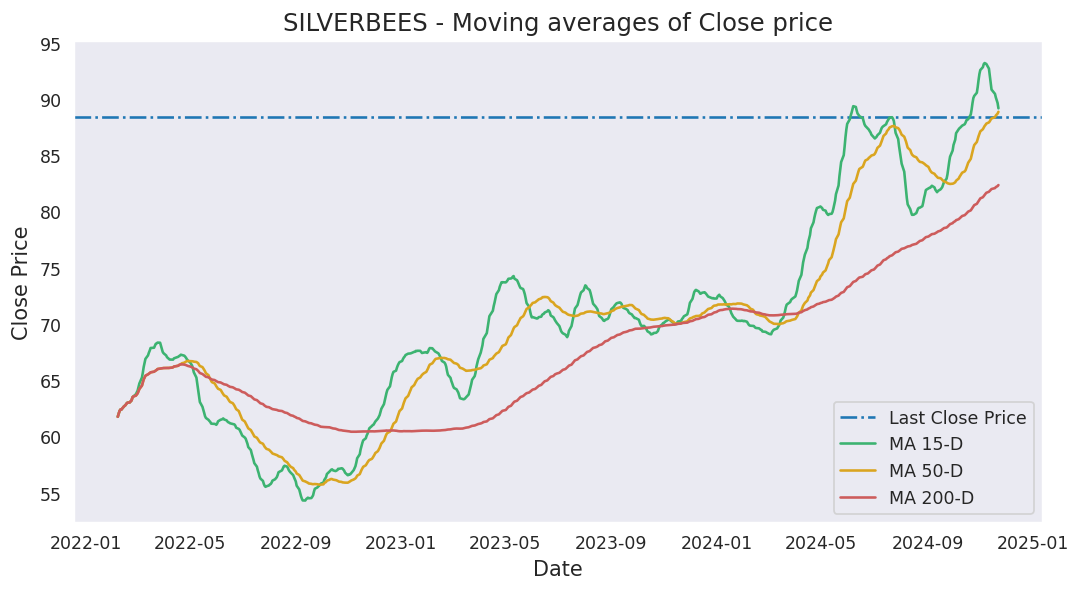 SILVERBEES - Moving averages of Close price
95
90
85
80
75
70
65
60
55
Close Price
2022-01 2022-05 2022-09 2023-01 2023-05 2023-09 2024-01 2024-05 2024-09 2025-01
Date
Last Close Price
MA 15-D
MA 50-D
MA 200-D